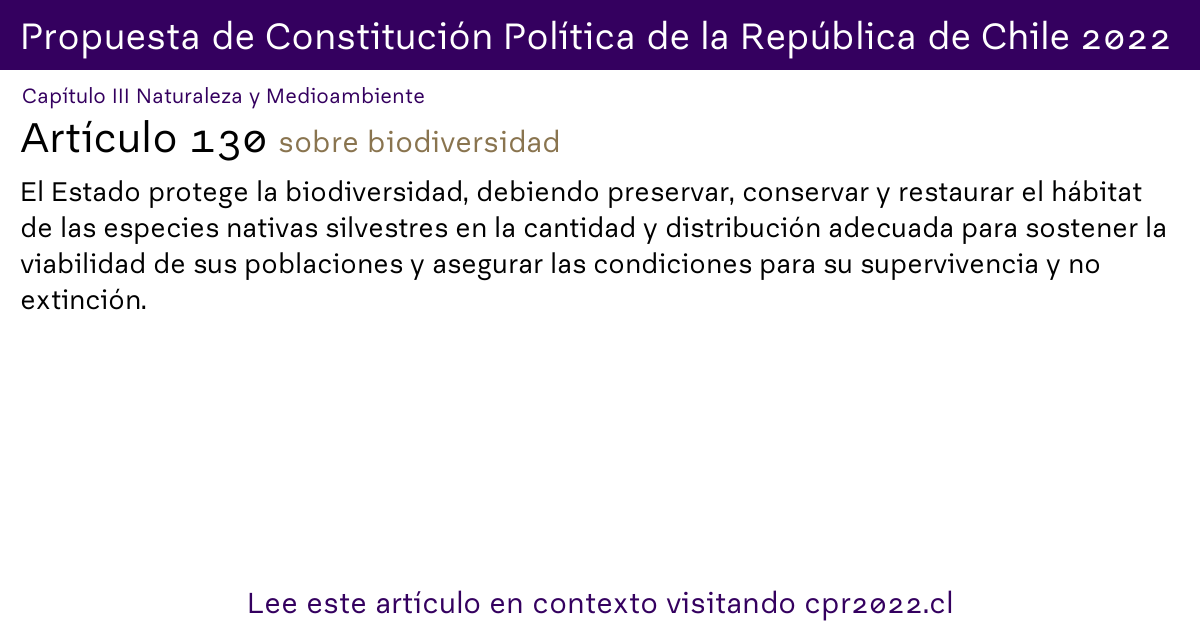 Propuesta de Constitución Política de la República de Chile 2022
Capítulo III Naturaleza y Medioambiente
Artículo 130 sobre biodiversidad
El Estado protege la biodiversidad, debiendo preservar, conservar y restaurar el hábitat
de las especies nativas silvestres en la cantidad y distribución adecuada para sostener la
viabilidad de sus poblaciones y asegurar las condiciones para su supervivencia y no
extinción.
Lee este artículo en contexto visitando cpr2022.cl